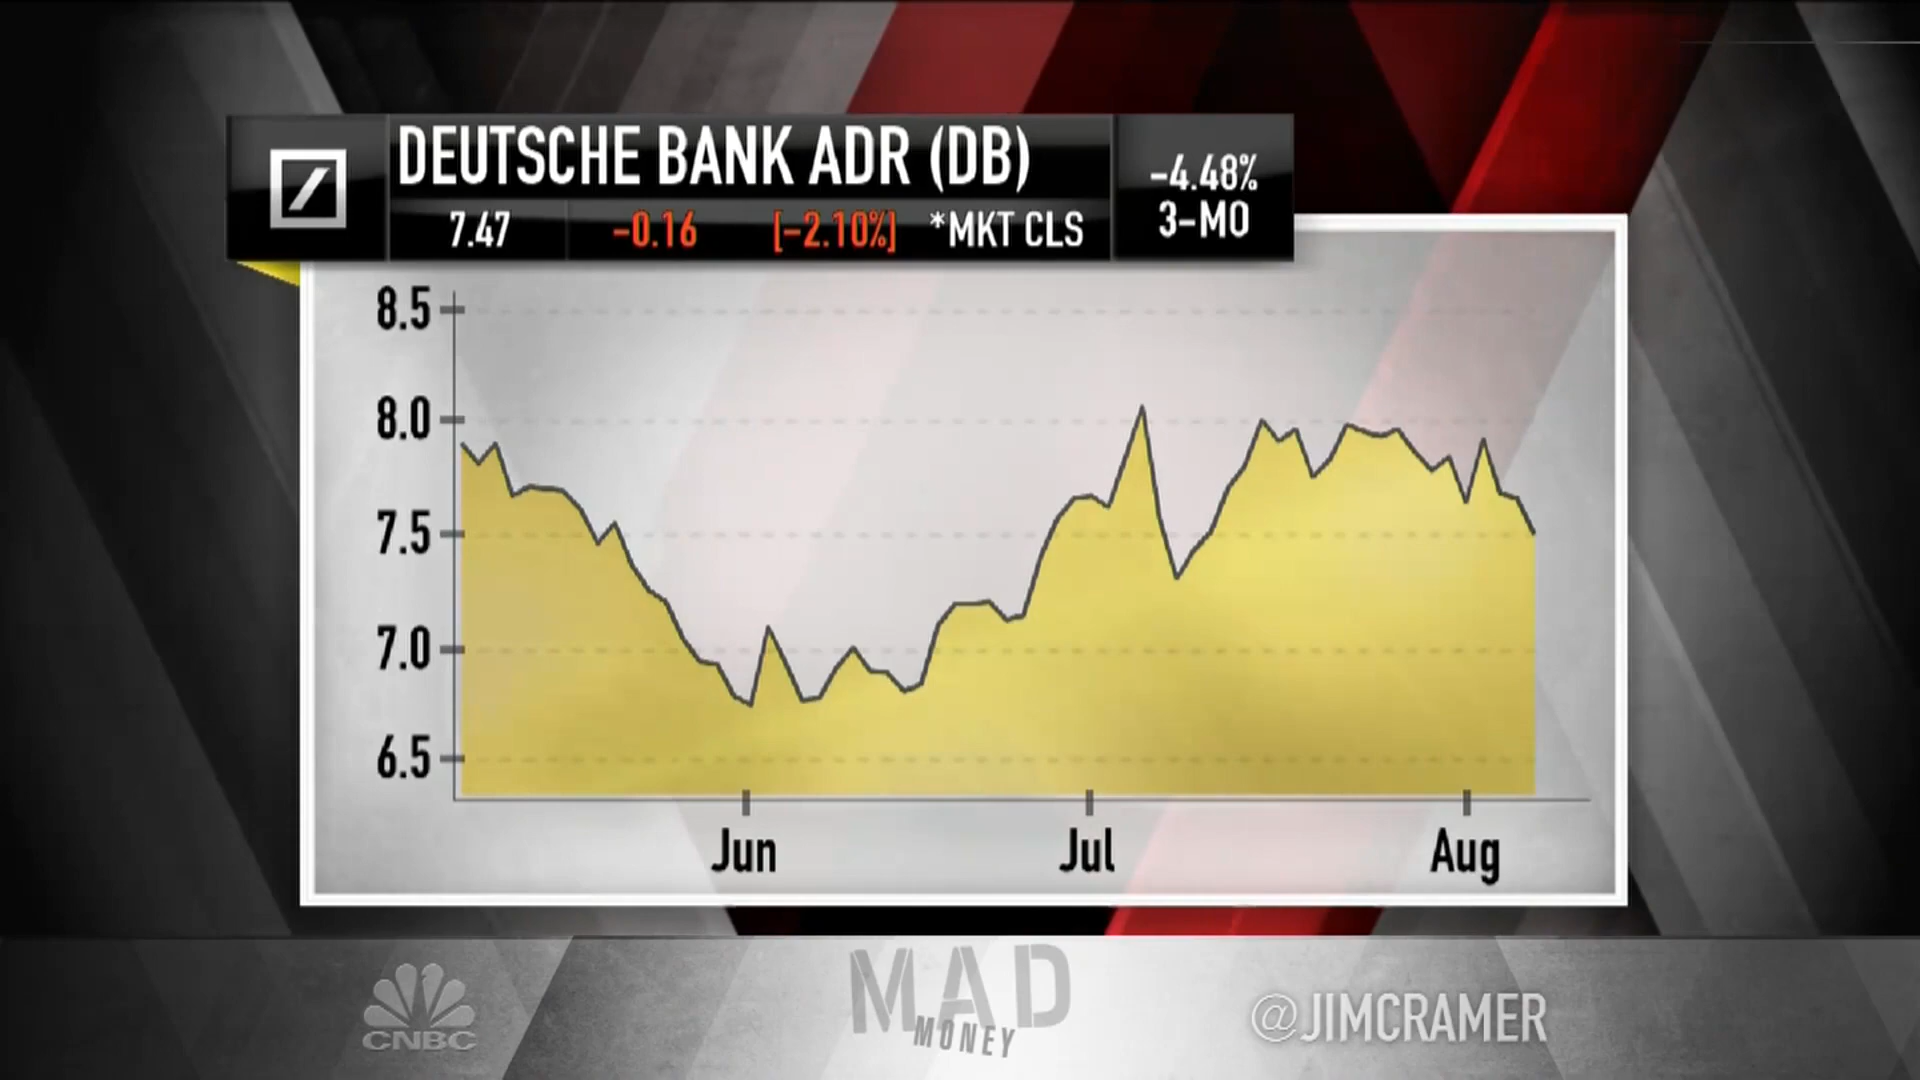 DEUTSCHE BANK ADR (DB)
7.47 -0.16 [-2.10%] *MKT CLS
-4.48%
3-MO
8.5
8.0
7.5
7.0
6.5
Jun Jul Aug
CNBC
MAD
MONEY
@JIMCRAMER